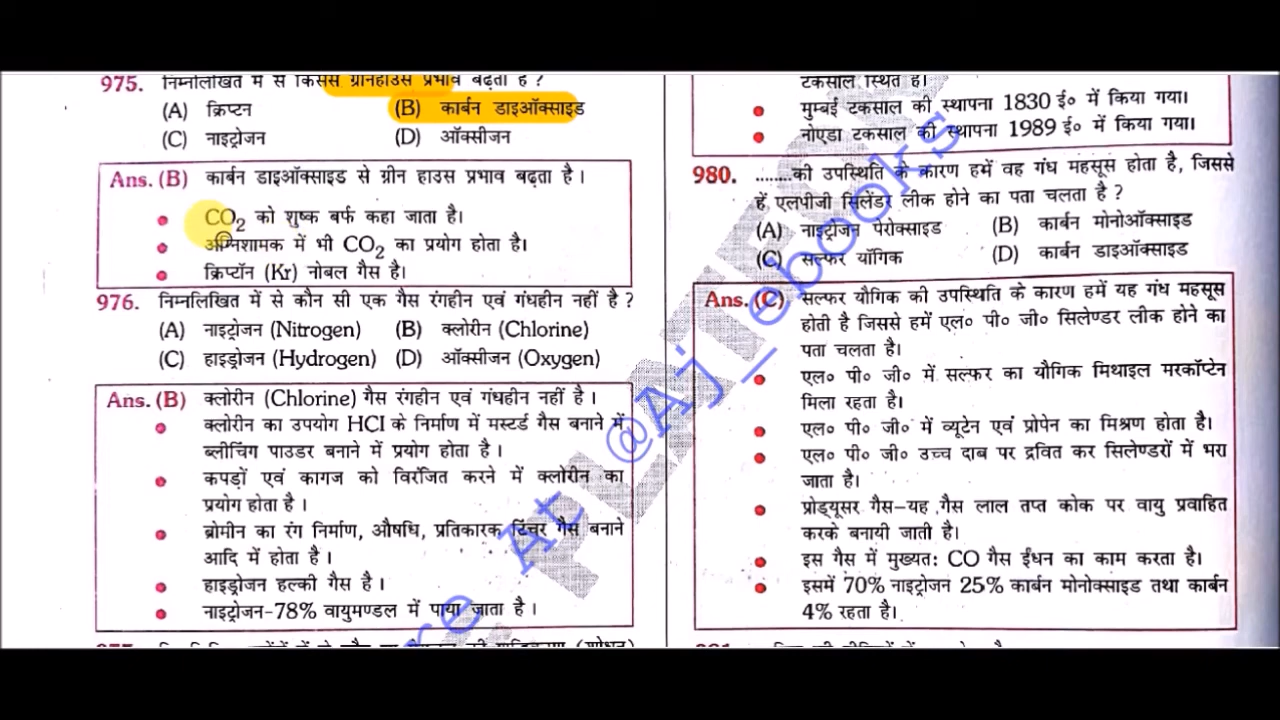 975. निम्नलिखित में से किससे ग्रीनहाउस प्रभाव बढ़ता है ?
(A) क्रिप्टन (B) कार्बन डाइऑक्साइड
(C) नाइट्रोजन (D) ऑक्सीजन
Ans. (B) कार्बन डाइऑक्साइड से ग्रीन हाउस प्रभाव बढ़ता है।
● CO₂ को शुष्क बर्फ कहा जाता है।
● अग्निशामक में भी CO₂ का प्रयोग होता है।
● क्रिप्टॉन (Kr) नोबल गैस है।
976. निम्नलिखित में से कौन सी एक गैस रंगहीन एवं गंधहीन नहीं है ?
(A) नाइट्रोजन (Nitrogen) (B) क्लोरीन (Chlorine)
(C) हाइड्रोजन (Hydrogen) (D) ऑक्सीजन (Oxygen)
Ans. (B) क्लोरीन (Chlorine) गैस रंगहीन एवं गंधहीन नहीं है।
● क्लोरीन का उपयोग HCl के निर्माण में मस्टर्ड गैस बनाने में
ब्लीचिंग पाउडर बनाने में प्रयोग होता है ।
● कपड़ों एवं कागज को विरंजित करने में क्लोरीन का
प्रयोग होता है ।
● ब्रोमीन का रंग निर्माण, औषधि, प्रतिकारक टिंचर गैस बनाने
आदि में होता है ।
● हाइड्रोजन हल्की गैस है ।
● नाइट्रोजन-78% वायुमण्डल में पाया जाता है ।
टकसाल स्थित है।
● मुम्बई टकसाल की स्थापना 1830 ई० में किया गया।
● नोएडा टकसाल की स्थापना 1989 ई० में किया गया।
980. ........की उपस्थिति के कारण हमें वह गंध महसूस होता है, जिससे
हें, एलपीजी सिलेंडर लीक होने का पता चलता है ?
(A) नाइट्रोजन पेरोक्साइड (B) कार्बन मोनोऑक्साइड
(C) सल्फर यॉगिक (D) कार्बन डाइऑक्साइड
Ans. (C) सल्फर यौगिक की उपस्थिति के कारण हमें यह गंध महसूस
होती है जिससे हमें एल० पी० जी० सिलेण्डर लीक होने का
पता चलता है।
● एल० पी० जी० में सल्फर का यौगिक मिथाइल मरकॉप्टेन
मिला रहता है।
● एल० पी० जी० में ब्यूटेन एवं प्रोपेन का मिश्रण होता है।
● एल० पी० जी० उच्च दाब पर द्रवित कर सिलेण्डरों में भरा
जाता है।
● प्रोड्यूसर गैस–यह गैस लाल तप्त कोक पर वायु प्रवाहित
करके बनायी जाती है।
● इस गैस में मुख्यत: CO गैस ईंधन का काम करता है।
● इसमें 70% नाइट्रोजन 25% कार्बन मोनोक्साइड तथा कार्बन
4% रहता है।
At @Aj_ebooks